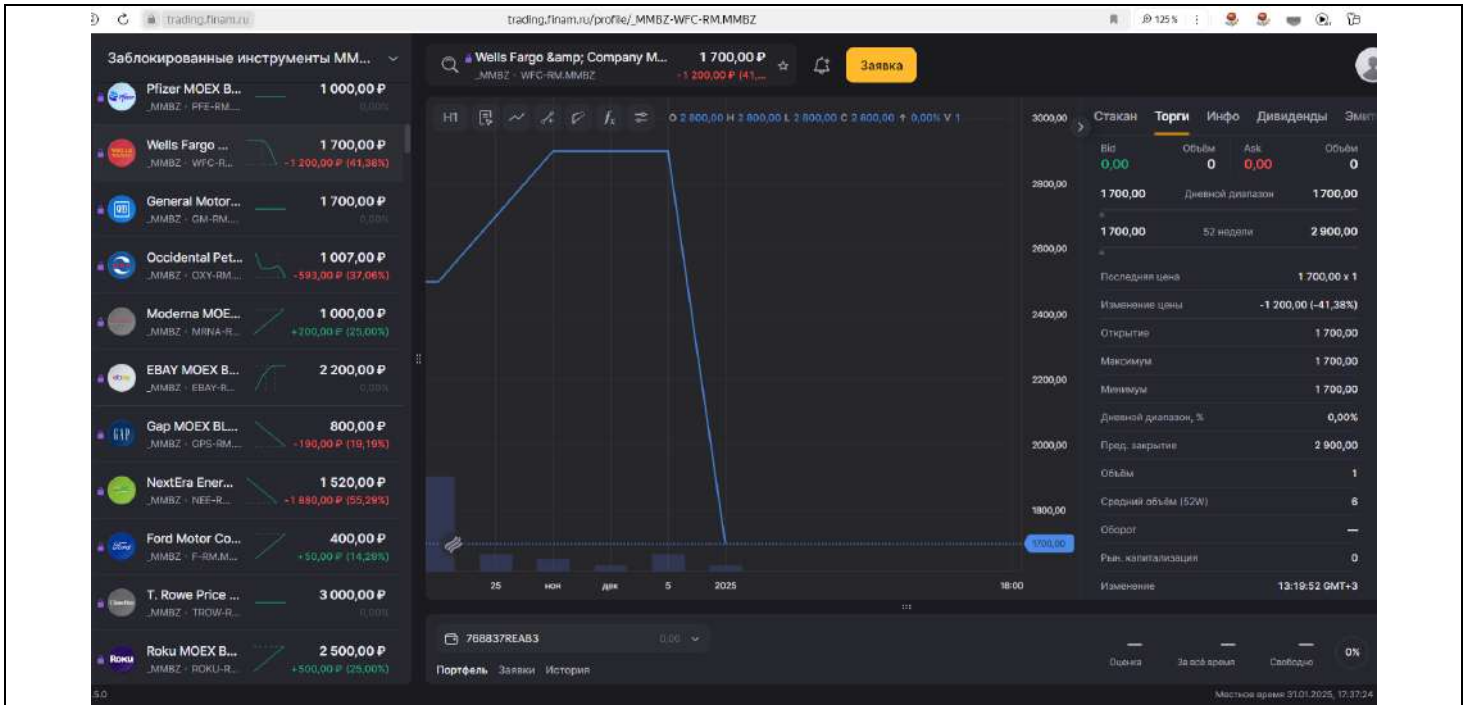 trading.finam.ru
trading.finam.ru/profile/_MMBZ-WFC-RM.MMBZ
125 %
Заблокированные инструменты ММ...
Pfizer MOEX B...
1 000,00 ₽
_MMBZ · PFE-RM....
0,00%
Wells Fargo ...
1 700,00 ₽
_MMBZ · WFC-R...
-1 200,00 ₽ (41,38%)
General Motor...
1 700,00 ₽
_MMBZ · GM-RM....
0,00%
Occidental Pet...
1 007,00 ₽
_MMBZ · OXY-RM....
-593,00 ₽ (37,06%)
Moderna MOE...
1 000,00 ₽
_MMBZ · MRNA-R...
+200,00 ₽ (25,00%)
EBAY MOEX B...
2 200,00 ₽
_MMBZ · EBAY-R...
0,00%
GAP
Gap MOEX BL...
800,00 ₽
_MMBZ · GPS-RM....
-190,00 ₽ (19,19%)
NextEra Ener...
1 520,00 ₽
_MMBZ · NEE-R...
-1 880,00 ₽ (55,29%)
Ford
Ford Motor Co...
400,00 ₽
_MMBZ · F-RM.M...
+50,00 ₽ (14,29%)
T. Rowe Price ...
3 000,00 ₽
_MMBZ · TROW-R...
0,00%
ROKU
Roku MOEX B...
2 500,00 ₽
_MMBZ · ROKU-R...
+500,00 ₽ (25,00%)
5.0
Wells Fargo &amp; Company M...
1 700,00 ₽
_MMBZ · WFC-RM.MMBZ
-1 200,00 ₽ (41,...
Заявка
H1
O 2 800,00 H 2 800,00 L 2 800,00 C 2 800,00 ↑ 0,00% V 1
3000,00
2800,00
2600,00
2400,00
2200,00
2000,00
1800,00
1700,00
25 ноя дек 5 2025 18:00
768837REAB3
0,00
Портфель Заявки История
Стакан Торги Инфо Дивиденды Эмит
Bid Объём Ask Объём
0,00 0 0,00 0
1 700,00 Дневной диапазон 1 700,00
1 700,00 52 недели 2 900,00
Последняя цена 1 700,00 x 1
Изменение цены -1 200,00 (-41,38%)
Открытие 1 700,00
Максимум 1 700,00
Минимум 1 700,00
Дневной диапазон, % 0,00%
Пред. закрытие 2 900,00
Объём 1
Средний объём (52W) 6
Оборот —
Рын. капитализация 0
Изменение 13:19:52 GMT+3
— — —
Оценка За всё время Свободно
0%
Местное время 31.01.2025, 17:37:24